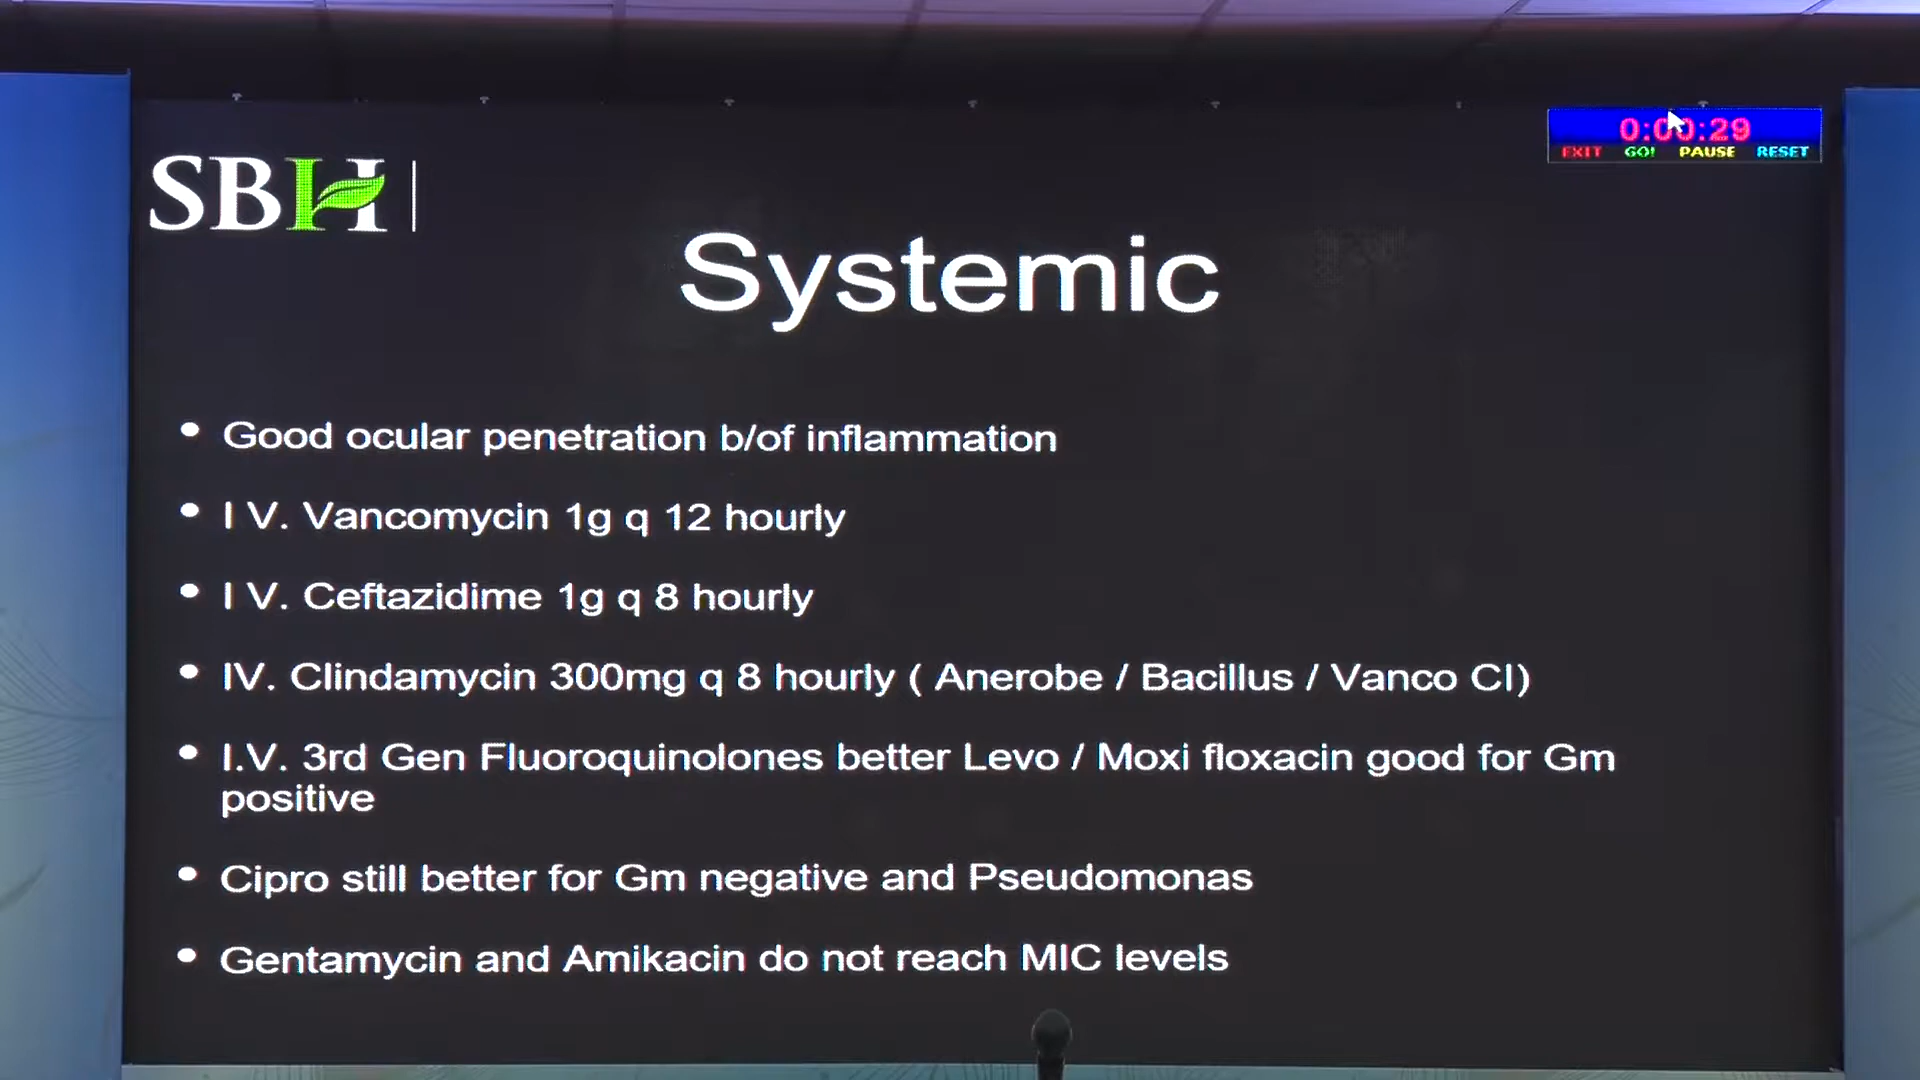 SBH
0:00:29
EXIT GO! PAUSE RESET
Systemic
• Good ocular penetration b/of inflammation
• I V. Vancomycin 1g q 12 hourly
• I V. Ceftazidime 1g q 8 hourly
• IV. Clindamycin 300mg q 8 hourly ( Anerobe / Bacillus / Vanco CI)
• I.V. 3rd Gen Fluoroquinolones better Levo / Moxi floxacin good for Gm
positive
• Cipro still better for Gm negative and Pseudomonas
• Gentamycin and Amikacin do not reach MIC levels